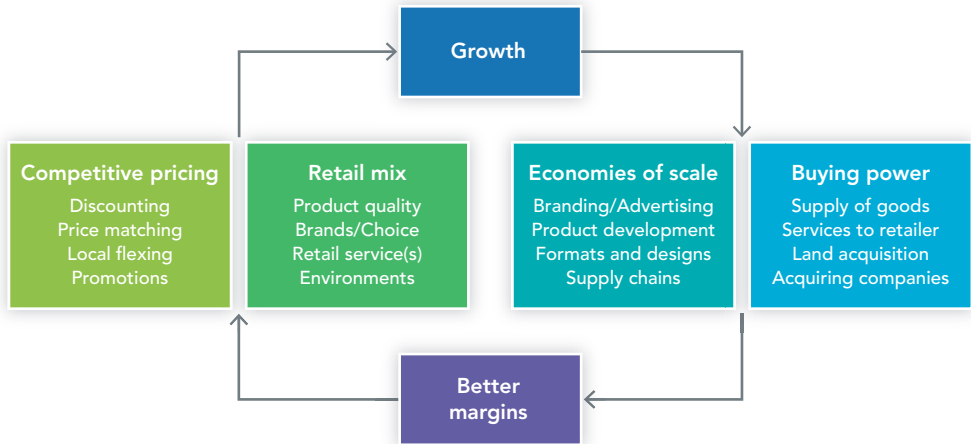 Growth
Competitive pricing
Discounting
Price matching
Local flexing
Promotions
Retail mix
Product quality
Brands/Choice
Retail service(s)
Environments
Economies of scale
Branding/Advertising
Product development
Formats and designs
Supply chains
Buying power
Supply of goods
Services to retailer
Land acquisition
Acquiring companies
Better
margins